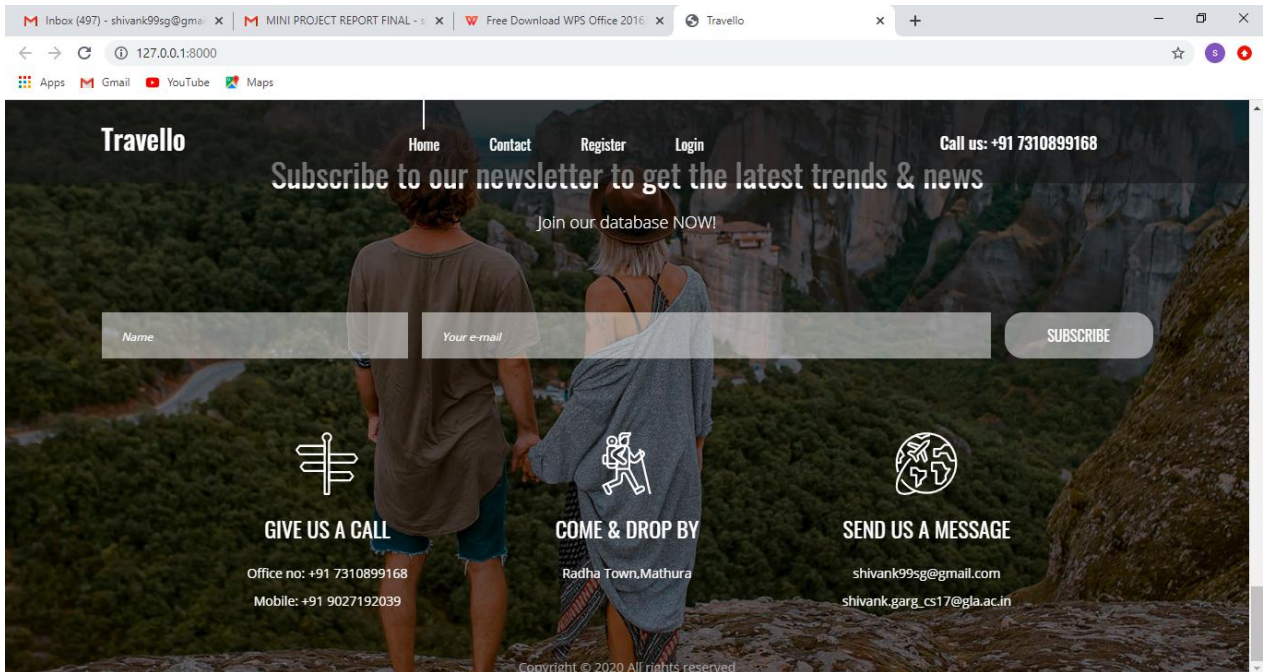 Inbox (497) - shivank99sg@gmai
MINI PROJECT REPORT FINAL - s
Free Download WPS Office 2016
Travello
127.0.0.1:8000
S
Apps
Gmail
YouTube
Maps
Travello
Home
Contact
Register
Login
Call us: +91 7310899168
Subscribe to our newsletter to get the latest trends & news
Join our database NOW!
Name
Your e-mail
SUBSCRIBE
GIVE US A CALL
Office no: +91 7310899168
Mobile: +91 9027192039
COME & DROP BY
Radha Town,Mathura
SEND US A MESSAGE
shivank99sg@gmail.com
shivank.garg_cs17@gla.ac.in
Copyright © 2020 All rights reserved